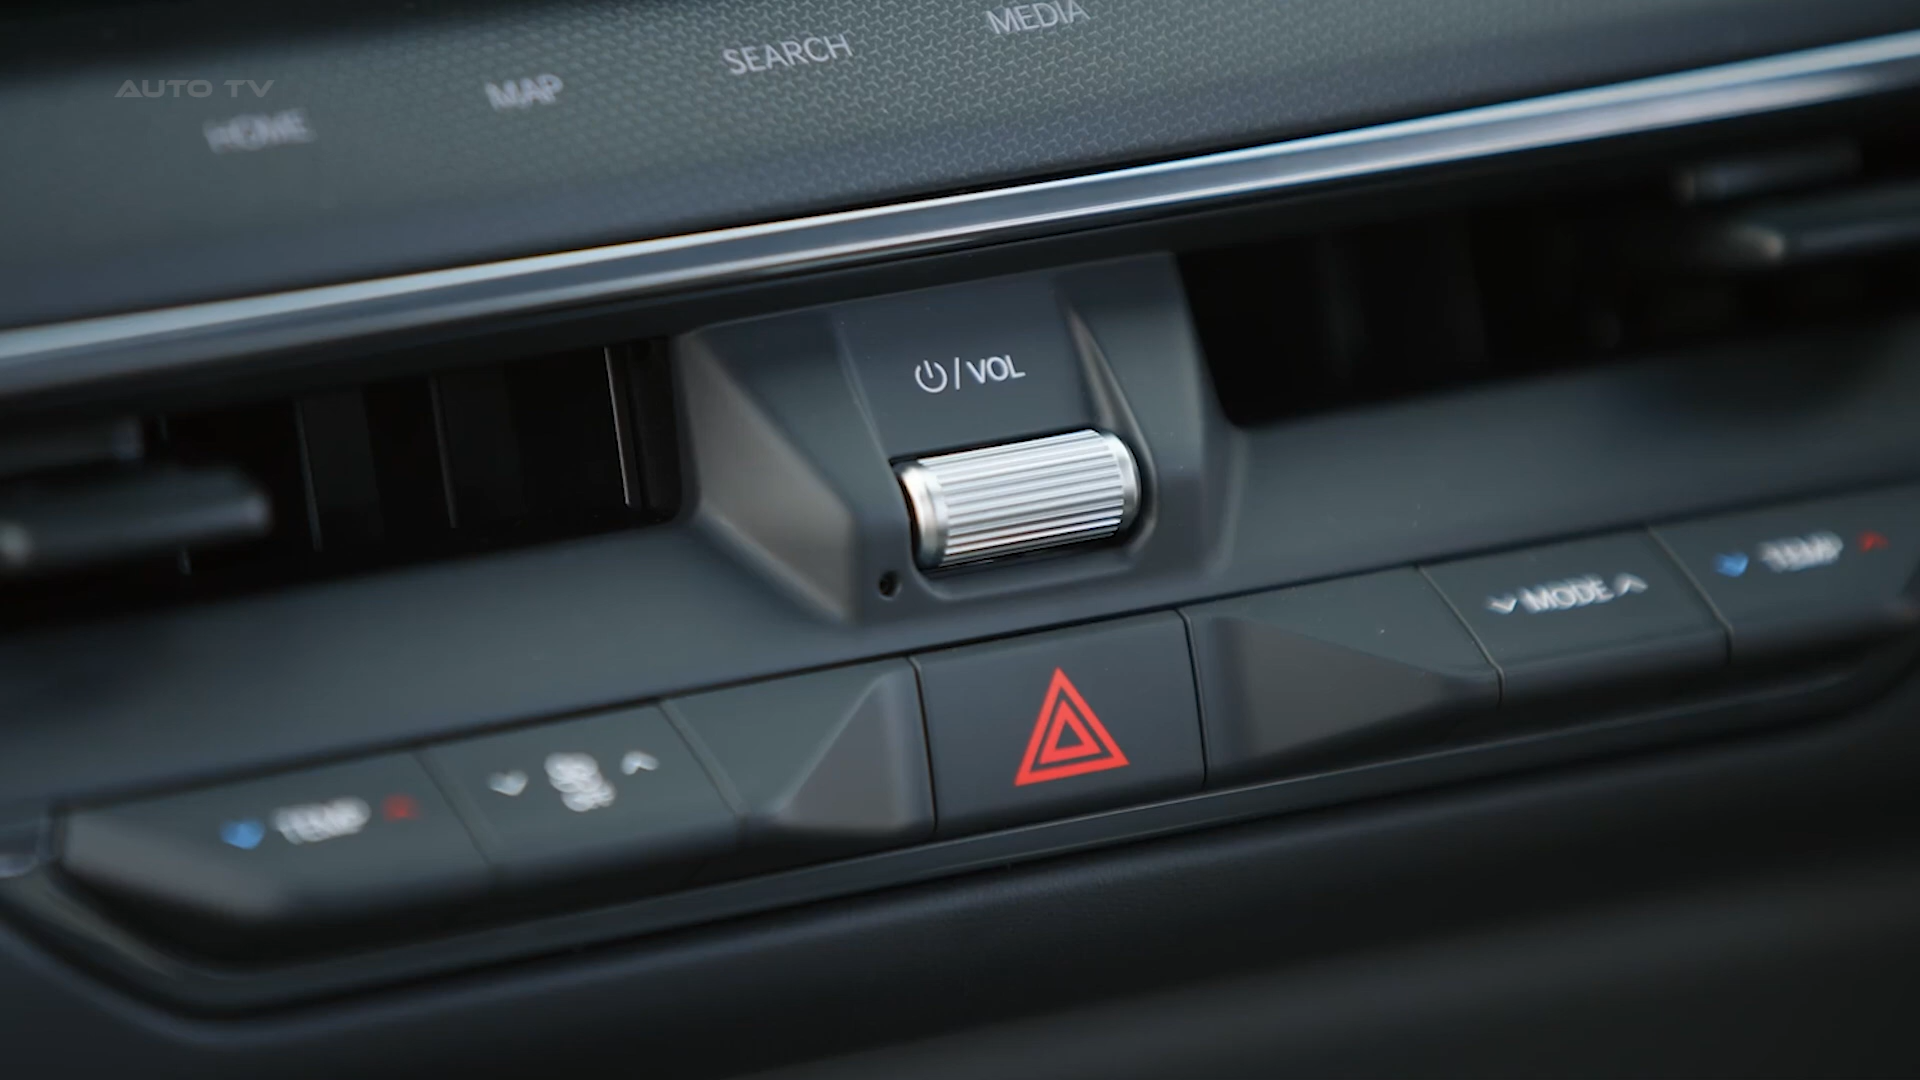 AUTO TV
HOME
MAP
SEARCH
MEDIA
/VOL
TEMP
MODE
TEMP